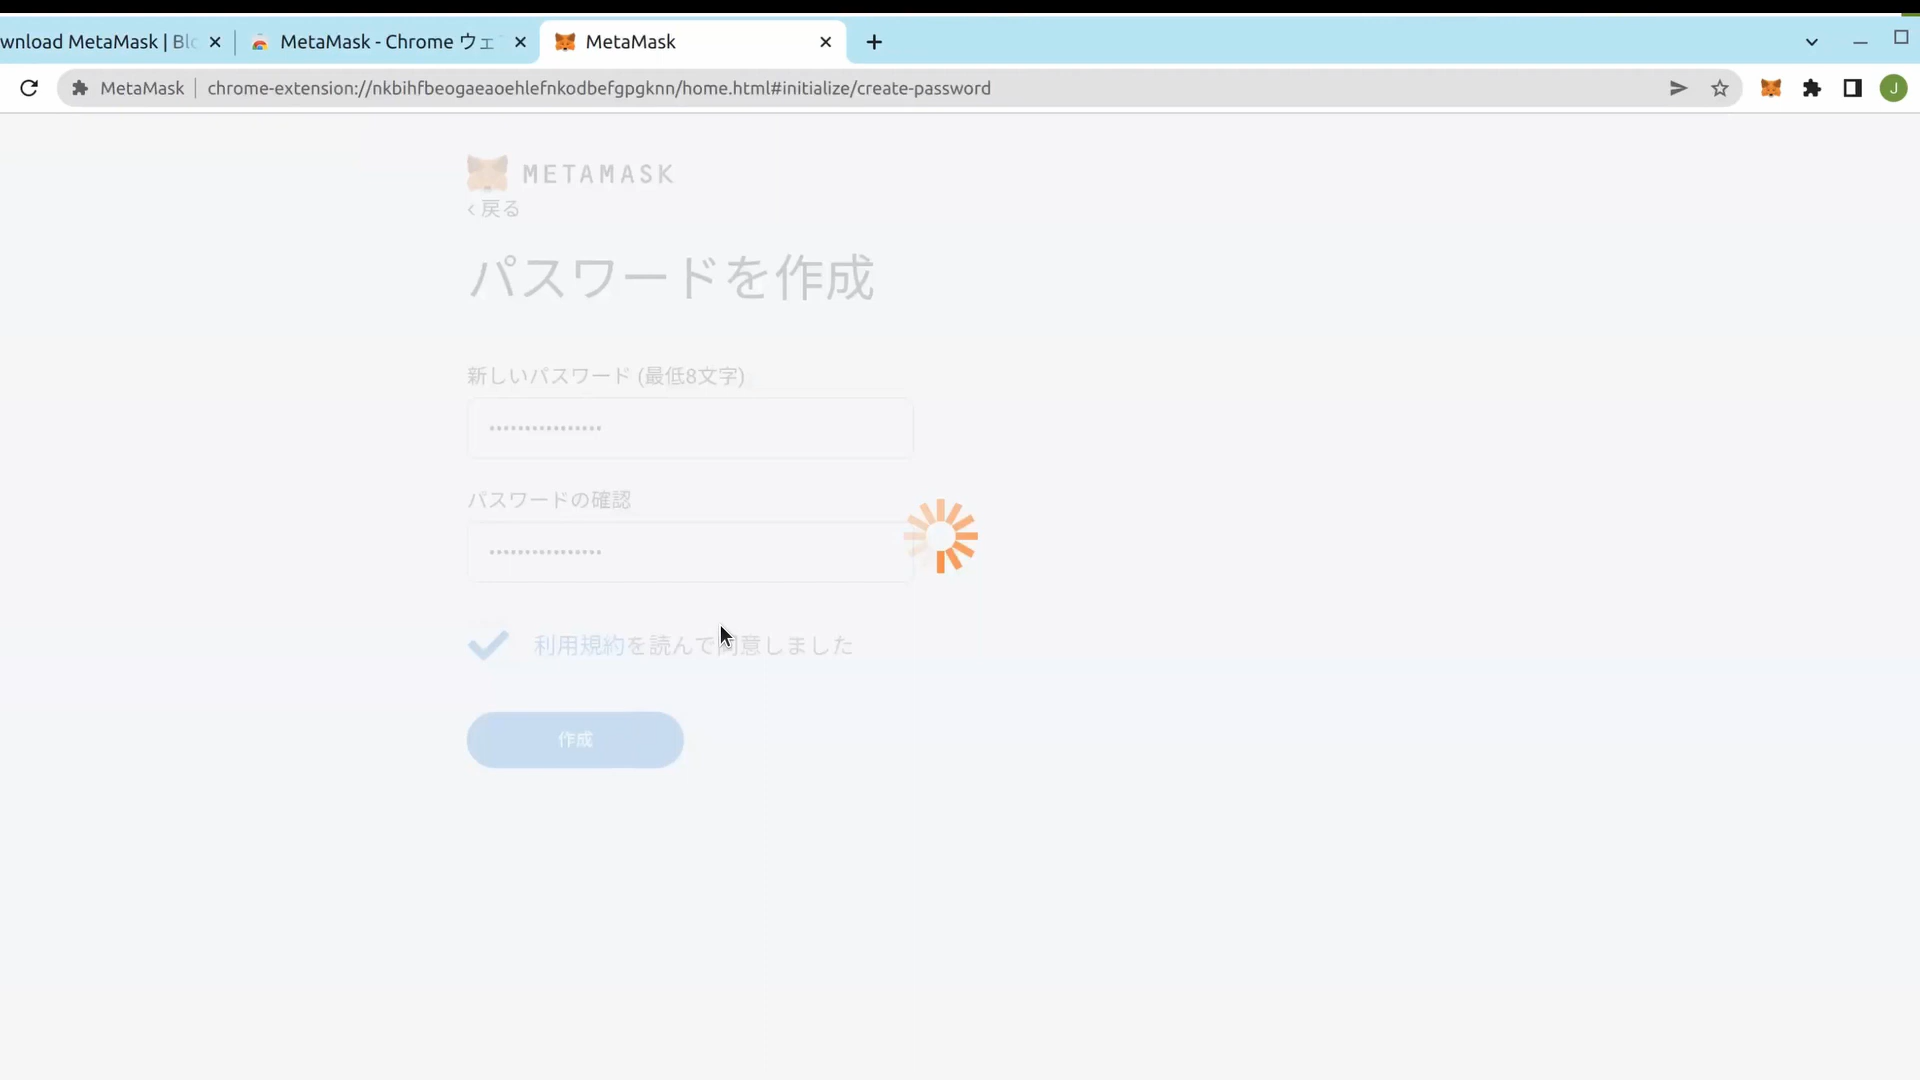 wnload MetaMask | Blo
MetaMask - Chrome ウェ
MetaMask
MetaMask
chrome-extension://nkbihfbeogaeaoehlefnkodbefgpgknn/home.html#initialize/create-password
J
METAMASK
< 戻る
パスワードを作成
新しいパスワード (最低8文字)
••••••••••••••••
パスワードの確認
••••••••••••••••
利用規約を読んで同意しました
作成